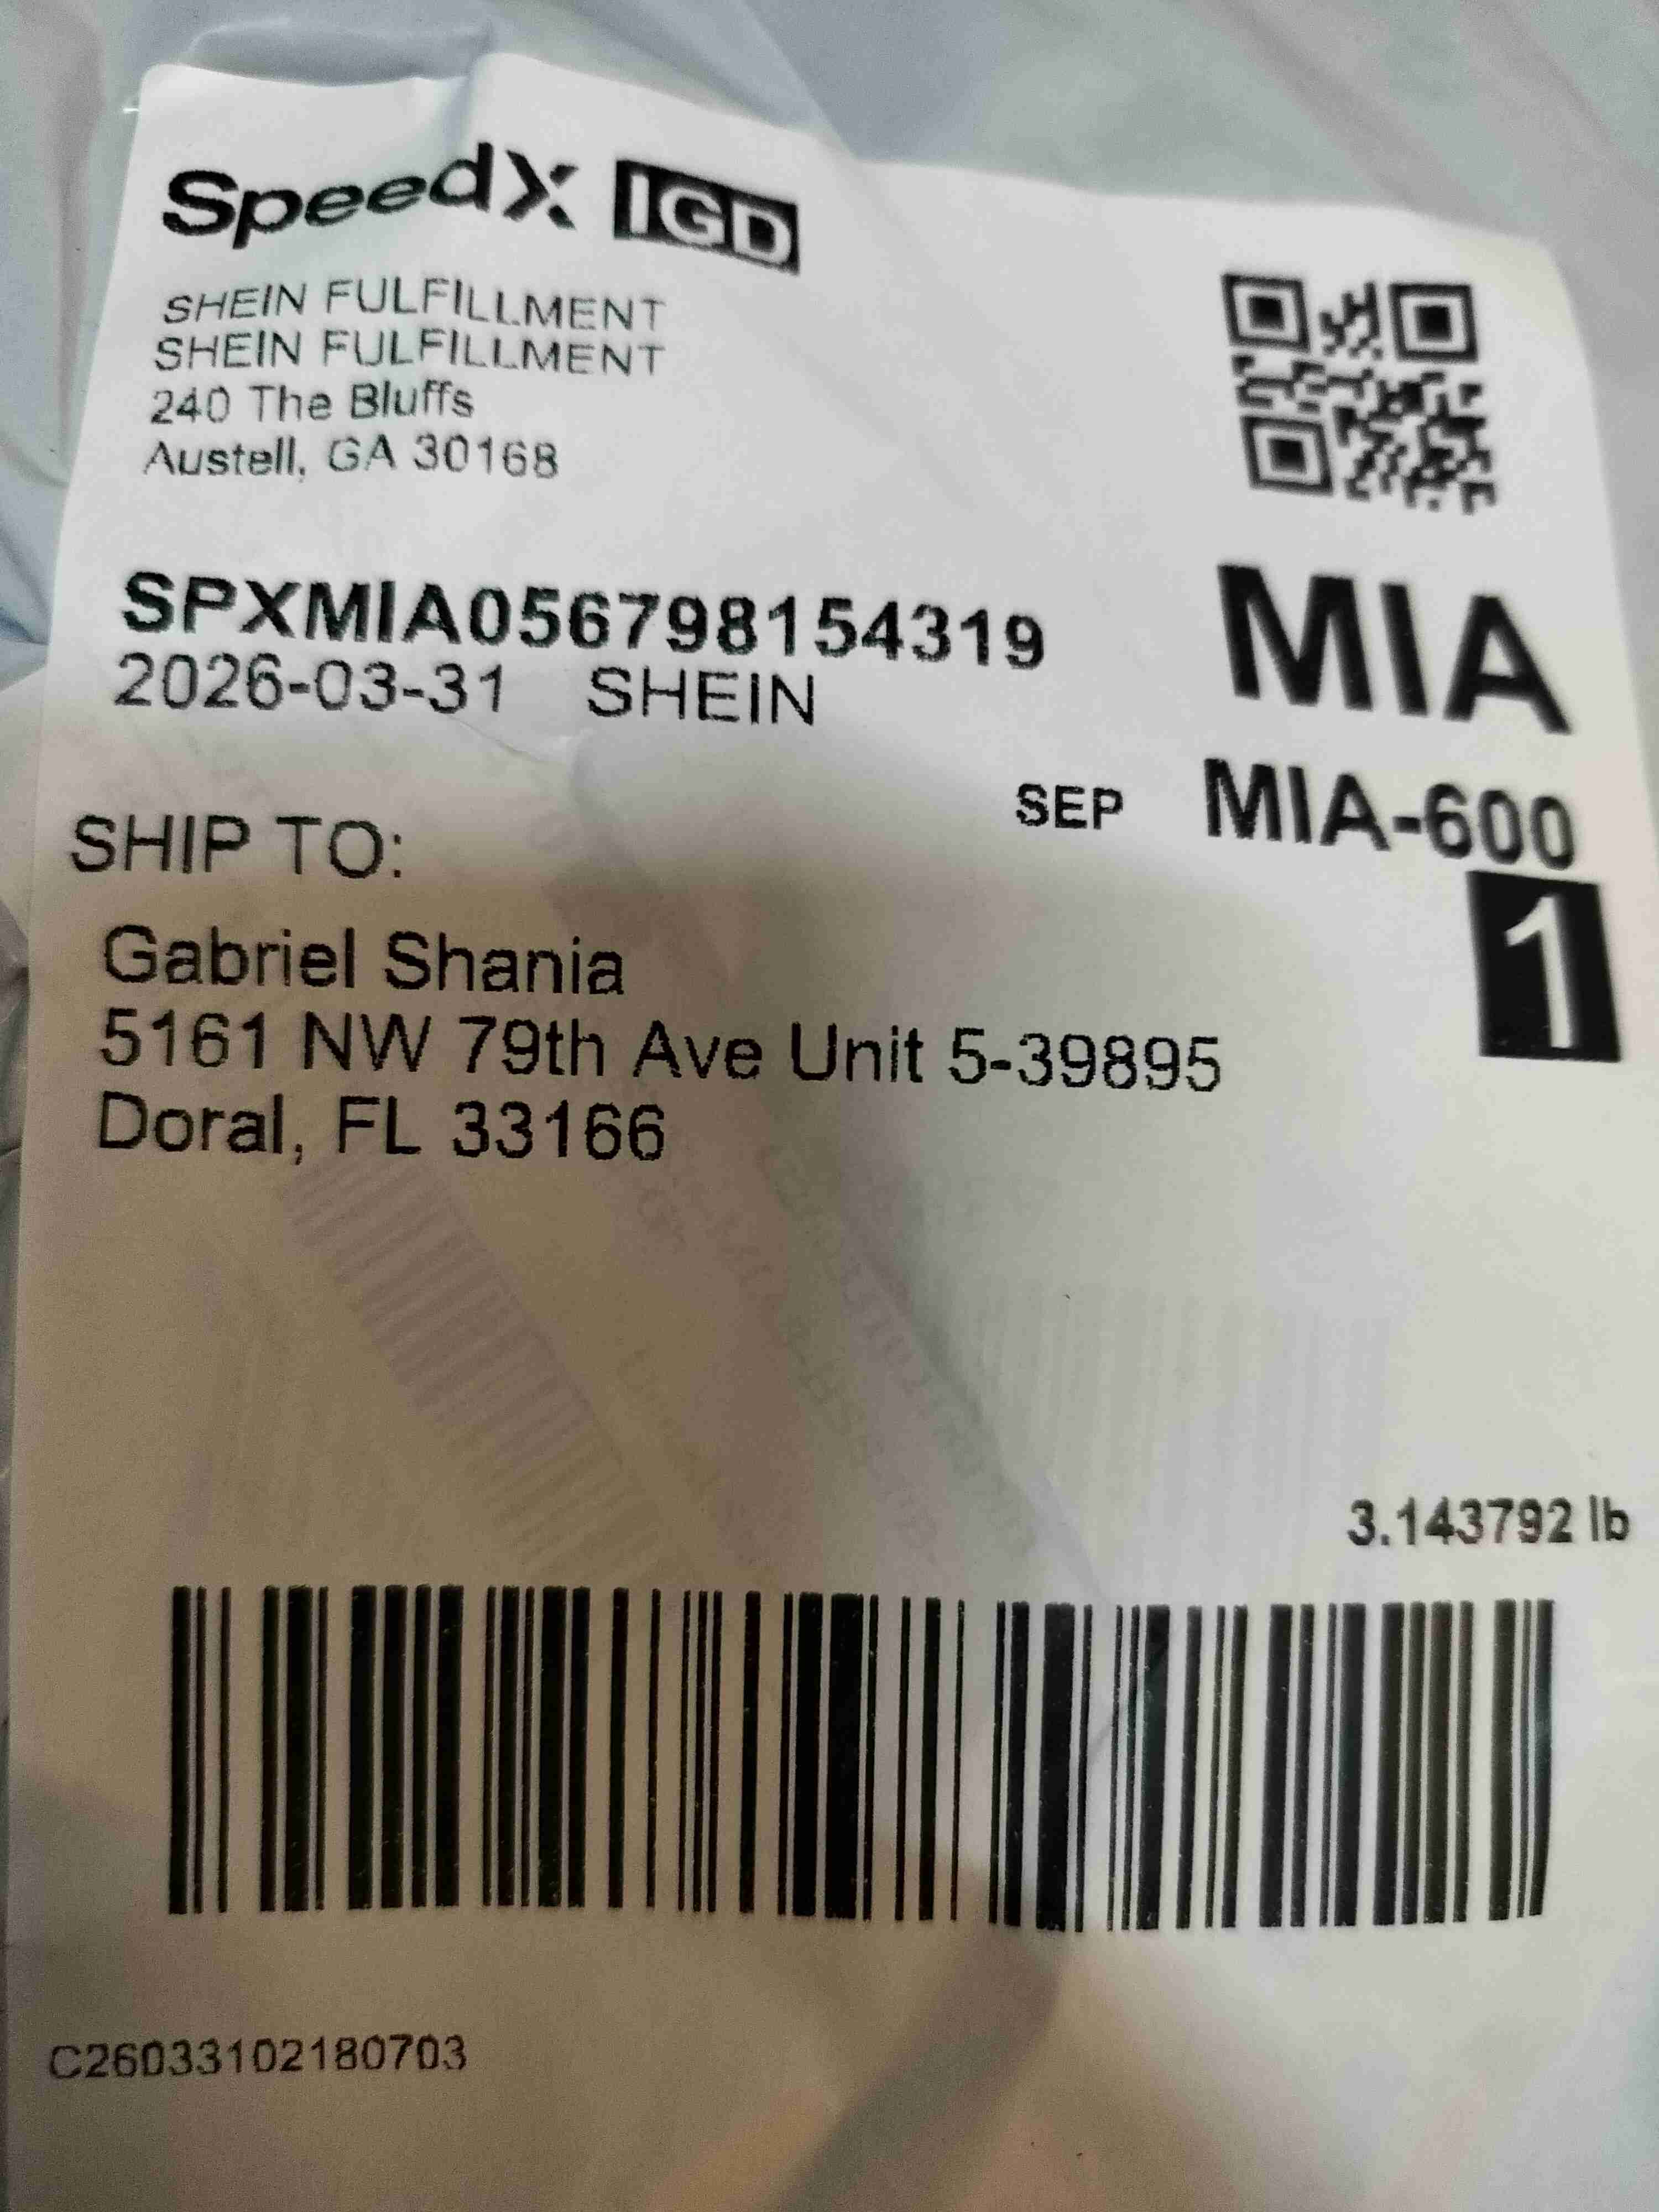 SpeedX IGD
SHEIN FULFILLMENT
SHEIN FULFILLMENT
240 The Bluffs
Austell, GA 30168
SPXMIA056798154319
2026-03-31 SHEIN
MIA
SEP MIA-600
1
SHIP TO:
Gabriel Shania
5161 NW 79th Ave Unit 5-39895
Doral, FL 33166
3.143792 lb
C26033102180703